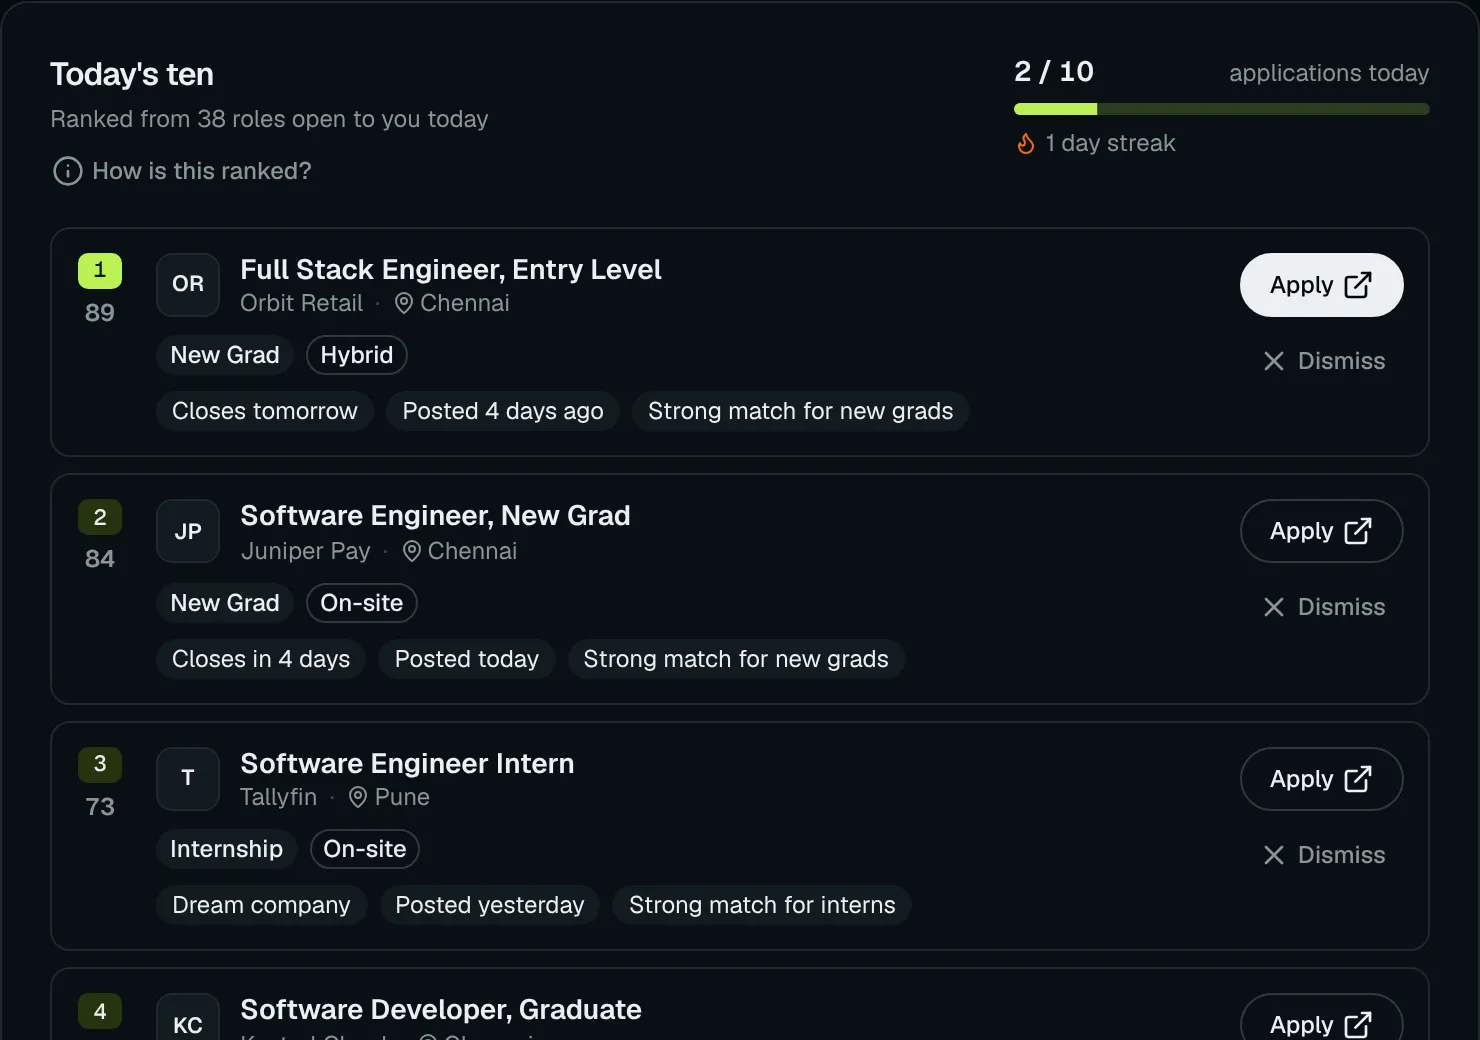 Today's ten
2 / 10 applications today
Ranked from 38 roles open to you today
1 day streak
How is this ranked?
1
89
OR
Full Stack Engineer, Entry Level
Orbit Retail · Chennai
Apply
Dismiss
New Grad Hybrid
Closes tomorrow Posted 4 days ago Strong match for new grads
2
84
JP
Software Engineer, New Grad
Juniper Pay · Chennai
Apply
Dismiss
New Grad On-site
Closes in 4 days Posted today Strong match for new grads
3
73
T
Software Engineer Intern
Tallyfin · Pune
Apply
Dismiss
Internship On-site
Dream company Posted yesterday Strong match for interns
4
KC
Software Developer, Graduate
Apply